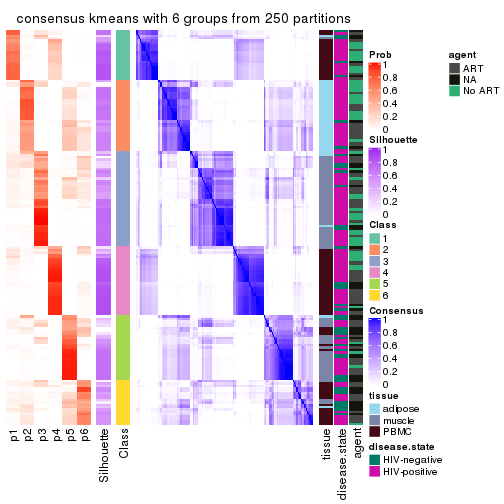 consensus kmeans with 6 groups from 250 partitions
Prob
1
0.8
0.6
0.4
0.2
0
agent
ART
NA
No ART
Silhouette
1
0.8
0.6
0.4
0.2
0
Class
1
2
3
4
5
6
Consensus
1
0.8
0.6
0.4
0.2
0
tissue
adipose
muscle
PBMC
disease.state
HIV-negative
HIV-positive
p1
p2
p3
p4
p5
p6
Silhouette
Class
tissue
disease.state
agent